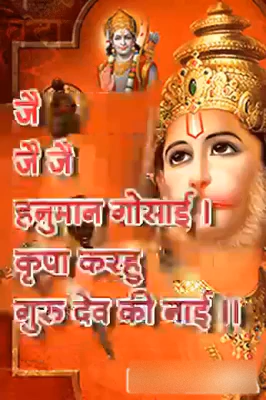 जै
जै जै
हनुमान गोसाई ।
कृपा करहु
गुरु देव की नाई ॥